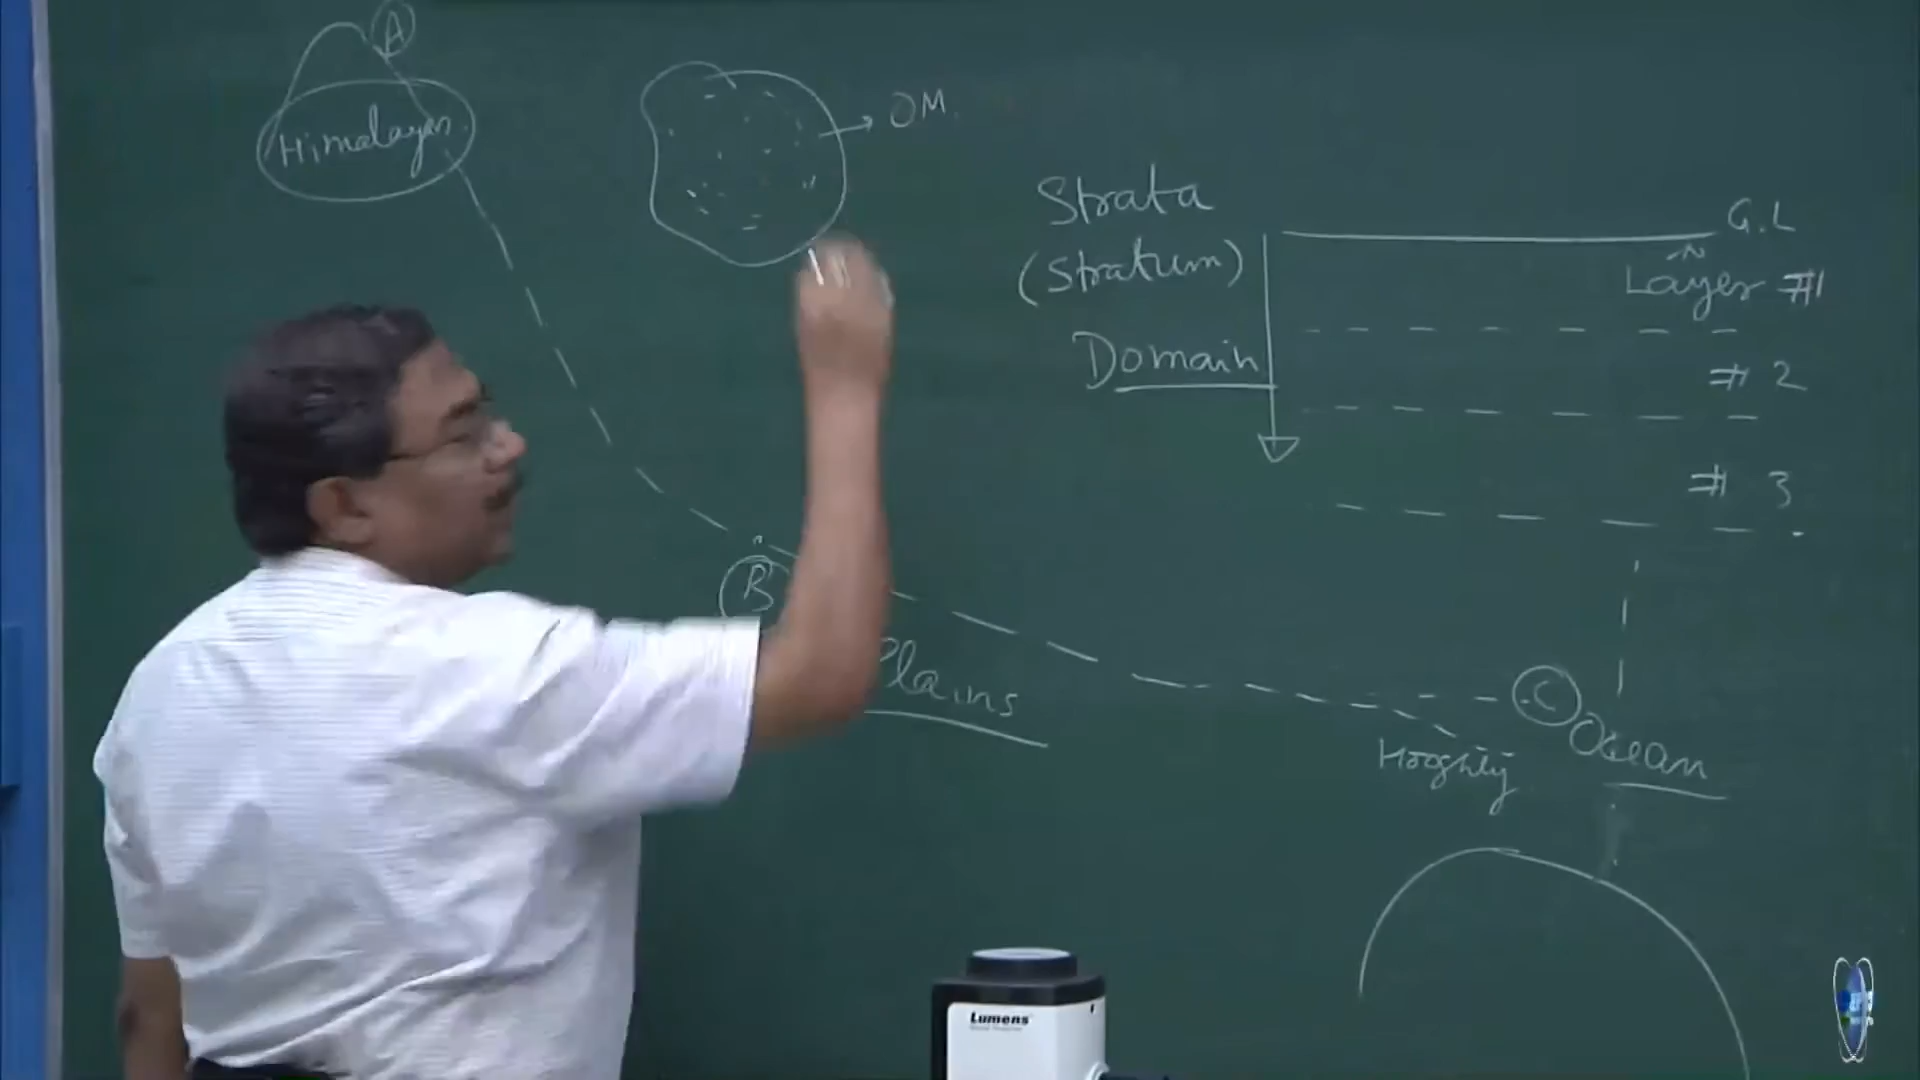 A
Himalayan
OM.
Strata
(Stratum)
Domain
G.L
Layer #1
# 2
# 3
B
Plains
C
Ocean
Hooghly
Lumens